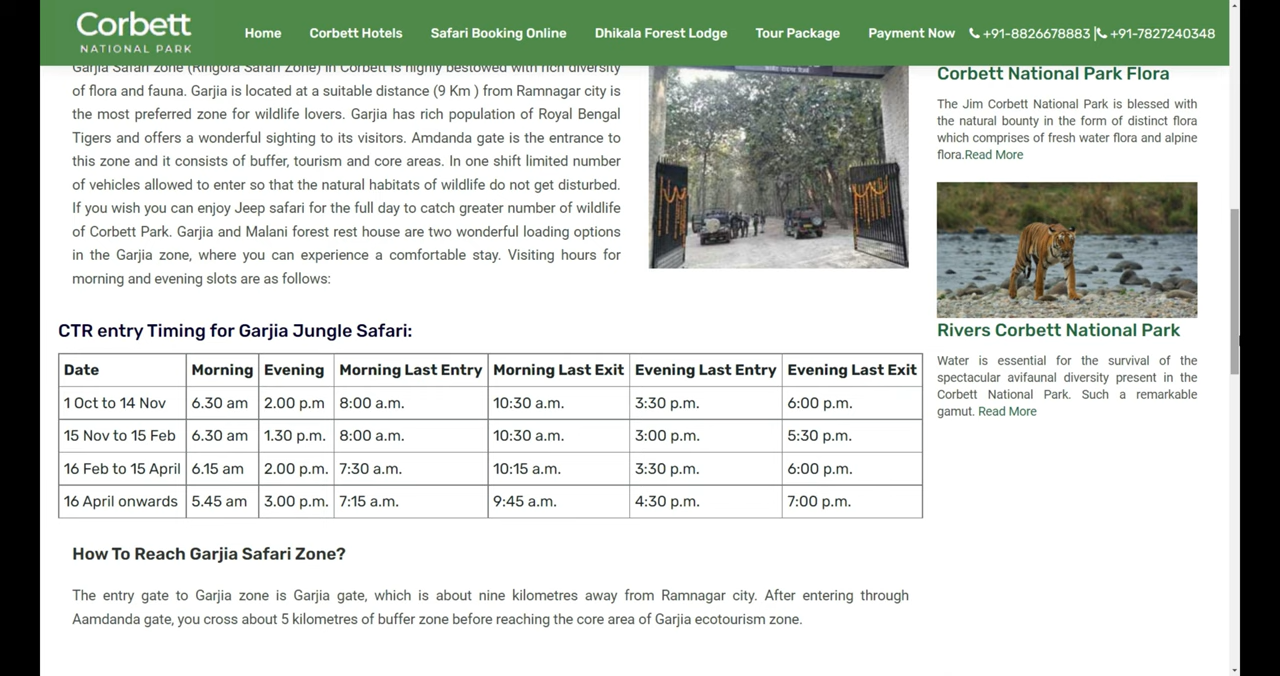 Corbett
NATIONAL PARK
Home Corbett Hotels Safari Booking Online Dhikala Forest Lodge Tour Package Payment Now +91-8826678883 | +91-7827240348
Garjia Safari zone (Ringora Safari Zone) in Corbett is highly bestowed with rich diversity
of flora and fauna. Garjia is located at a suitable distance (9 Km ) from Ramnagar city is
the most preferred zone for wildlife lovers. Garjia has rich population of Royal Bengal
Tigers and offers a wonderful sighting to its visitors. Amdanda gate is the entrance to
this zone and it consists of buffer, tourism and core areas. In one shift limited number
of vehicles allowed to enter so that the natural habitats of wildlife do not get disturbed.
If you wish you can enjoy Jeep safari for the full day to catch greater number of wildlife
of Corbett Park. Garjia and Malani forest rest house are two wonderful loading options
in the Garjia zone, where you can experience a comfortable stay. Visiting hours for
morning and evening slots are as follows:
CTR entry Timing for Garjia Jungle Safari:
Date Morning Evening Morning Last Entry Morning Last Exit Evening Last Entry Evening Last Exit
1 Oct to 14 Nov 6.30 am 2.00 p.m 8:00 a.m. 10:30 a.m. 3:30 p.m. 6:00 p.m.
15 Nov to 15 Feb 6.30 am 1.30 p.m. 8:00 a.m. 10:30 a.m. 3:00 p.m. 5:30 p.m.
16 Feb to 15 April 6.15 am 2.00 p.m. 7:30 a.m. 10:15 a.m. 3:30 p.m. 6:00 p.m.
16 April onwards 5.45 am 3.00 p.m. 7:15 a.m. 9:45 a.m. 4:30 p.m. 7:00 p.m.
How To Reach Garjia Safari Zone?
The entry gate to Garjia zone is Garjia gate, which is about nine kilometres away from Ramnagar city. After entering through
Aamdanda gate, you cross about 5 kilometres of buffer zone before reaching the core area of Garjia ecotourism zone.
Corbett National Park Flora
The Jim Corbett National Park is blessed with
the natural bounty in the form of distinct flora
which comprises of fresh water flora and alpine
flora.Read More
Rivers Corbett National Park
Water is essential for the survival of the
spectacular avifaunal diversity present in the
Corbett National Park. Such a remarkable
gamut. Read More